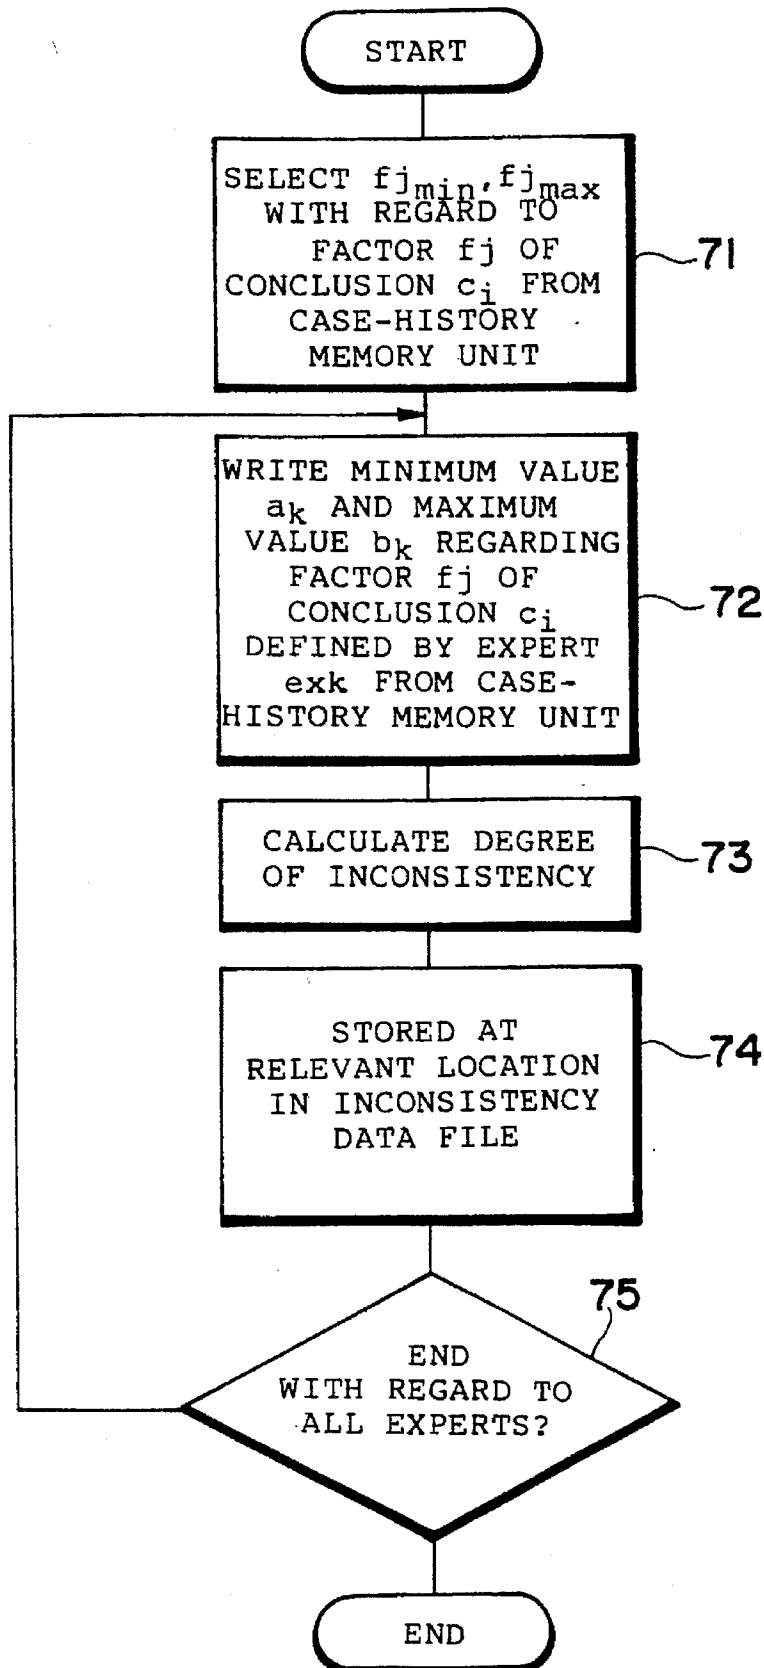 START
SELECT fjmin, fjmax
WITH REGARD TO
FACTOR fj OF
CONCLUSION ci FROM
CASE-HISTORY
MEMORY UNIT
71
WRITE MINIMUM VALUE
ak AND MAXIMUM
VALUE bk REGARDING
FACTOR fj OF
CONCLUSION ci
DEFINED BY EXPERT
exk FROM CASE-
HISTORY MEMORY UNIT
72
CALCULATE DEGREE
OF INCONSISTENCY
73
STORED AT
RELEVANT LOCATION
IN INCONSISTENCY
DATA FILE
74
75
END
WITH REGARD TO
ALL EXPERTS?
END